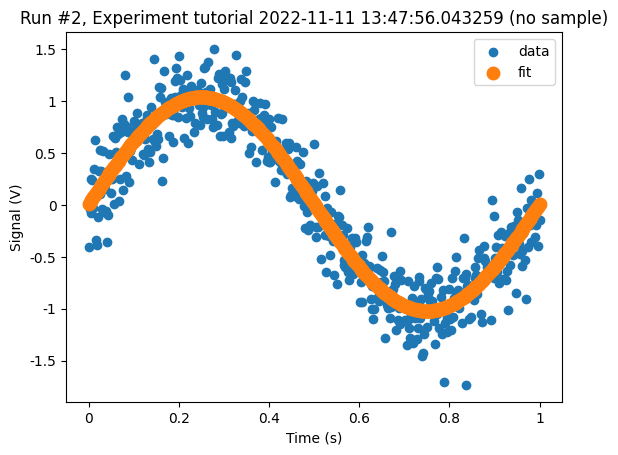 Run #2, Experiment tutorial 2022-11-11 13:47:56.043259 (no sample)
data
fit
1.5
1
0.5
0
-0.5
-1
-1.5
Signal (V)
0
0.2
0.4
0.6
0.8
1
Time (s)